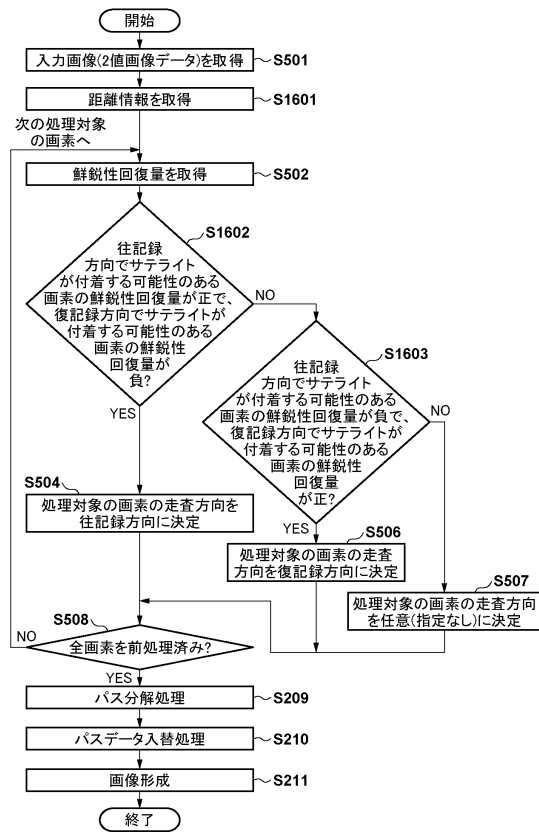 開始
入力画像(2値画像データ)を取得
S501
距離情報を取得
S1601
次の処理対象
の画素へ
鮮鋭性回復量を取得
S502
S1602
往記録
方向でサテライト
が付着する可能性のある
画素の鮮鋭性回復量が正で、
復記録方向でサテライトが
付着する可能性のある
画素の鮮鋭性
回復量が
負?
NO
YES
S1603
往記録
方向でサテライト
が付着する可能性のある
画素の鮮鋭性回復量が負で、
復記録方向でサテライトが
付着する可能性のある
画素の鮮鋭性
回復量
が正?
NO
YES
S504
処理対象の画素の走査方向を
往記録方向に決定
S506
処理対象の画素の走査
方向を復記録方向に決定
S507
処理対象の画素の走査方向
を任意(指定なし)に決定
S508
NO
全画素を前処理済み?
YES
パス分解処理
S209
パスデータ入替処理
S210
画像形成
S211
終了